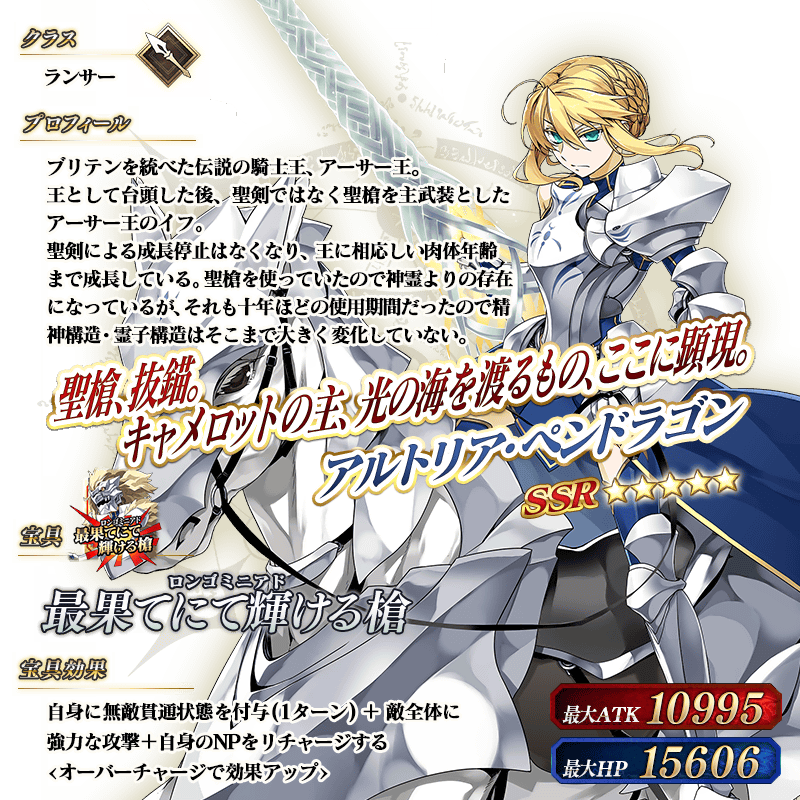 クラス
ランサー
プロフィール
ブリテンを統べた伝説の騎士王、アーサー王。
王として台頭した後、聖剣ではなく聖槍を主武装とした
アーサー王のイフ。
聖剣による成長停止はなくなり、王に相応しい肉体年齢
まで成長している。聖槍を使っていたので神霊よりの存在
になっているが、それも十年ほどの使用期間だったので精
神構造・霊子構造はそこまで大きく変化していない。
聖槍、抜錨。
キャメロットの主、光の海を渡るもの、ここに顕現。
アルトリア・ペンドラゴン
SSR ★★★★★
宝具
ロンゴミニアド
最果てにて
輝ける槍
ロンゴミニアド
最果てにて輝ける槍
宝具効果
自身に無敵貫通状態を付与(1ターン)＋敵全体に
強力な攻撃＋自身のNPをリチャージする
<オーバーチャージで効果アップ>
最大ATK 10995
最大HP 15606